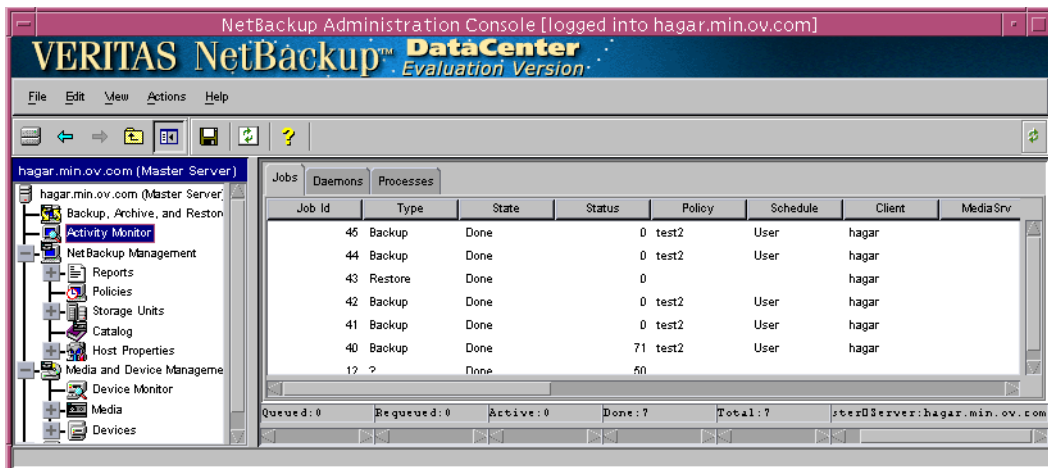 NetBackup Administration Console [logged into hagar.min.ov.com]
VERITAS NetBackup™ DataCenter
Evaluation Version
File Edit View Actions Help
hagar.min.ov.com (Master Server)
hagar.min.ov.com (Master Server)
Backup, Archive, and Restor
Activity Monitor
NetBackup Management
Reports
Policies
Storage Units
Catalog
Host Properties
Media and Device Manageme
Device Monitor
Media
Devices
Jobs Daemons Processes
Job Id Type State Status Policy Schedule Client MediaSrv
45 Backup Done 0 test2 User hagar
44 Backup Done 0 test2 User hagar
43 Restore Done 0 hagar
42 Backup Done 0 test2 User hagar
41 Backup Done 0 test2 User hagar
40 Backup Done 71 test2 User hagar
12 ? Done 50
Queued:0 Requeued:0 Active:0 Done:7 Total:7 ster▯Server:hagar.min.ov.com